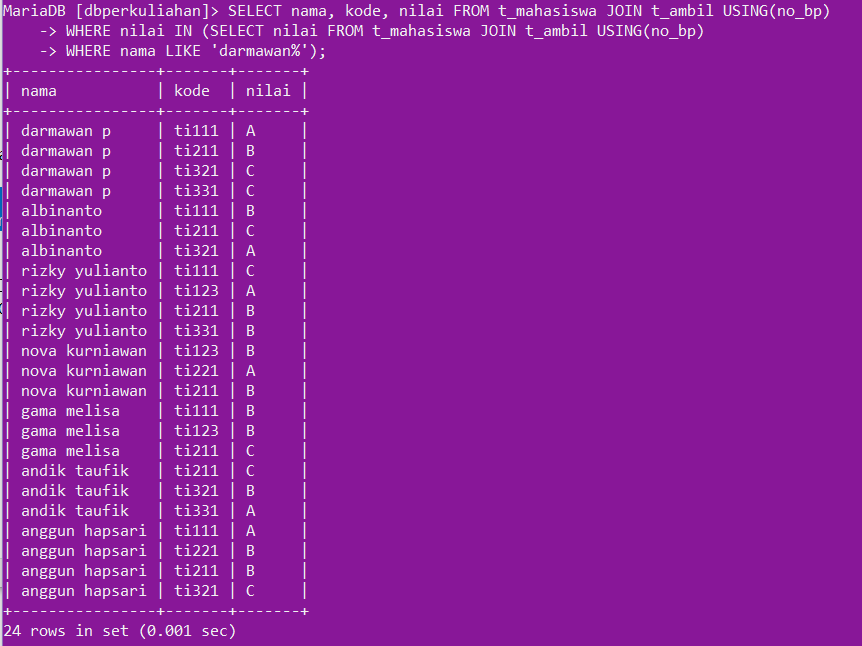 MariaDB [dbperkuliahan]> SELECT nama, kode, nilai FROM t_mahasiswa JOIN t_ambil USING(no_bp)
    -> WHERE nilai IN (SELECT nilai FROM t_mahasiswa JOIN t_ambil USING(no_bp)
    -> WHERE nama LIKE 'darmawan%');
+----------------+-------+-------+
| nama           | kode  | nilai |
+----------------+-------+-------+
| darmawan p     | ti111 | A     |
| darmawan p     | ti211 | B     |
| darmawan p     | ti321 | C     |
| darmawan p     | ti331 | C     |
| albinanto      | ti111 | B     |
| albinanto      | ti211 | C     |
| albinanto      | ti321 | A     |
| rizky yulianto | ti111 | C     |
| rizky yulianto | ti123 | A     |
| rizky yulianto | ti211 | B     |
| rizky yulianto | ti331 | B     |
| nova kurniawan | ti123 | B     |
| nova kurniawan | ti221 | A     |
| nova kurniawan | ti211 | B     |
| gama melisa    | ti111 | B     |
| gama melisa    | ti123 | B     |
| gama melisa    | ti211 | C     |
| andik taufik   | ti211 | C     |
| andik taufik   | ti321 | B     |
| andik taufik   | ti331 | A     |
| anggun hapsari | ti111 | A     |
| anggun hapsari | ti221 | B     |
| anggun hapsari | ti211 | B     |
| anggun hapsari | ti321 | C     |
+----------------+-------+-------+
24 rows in set (0.001 sec)